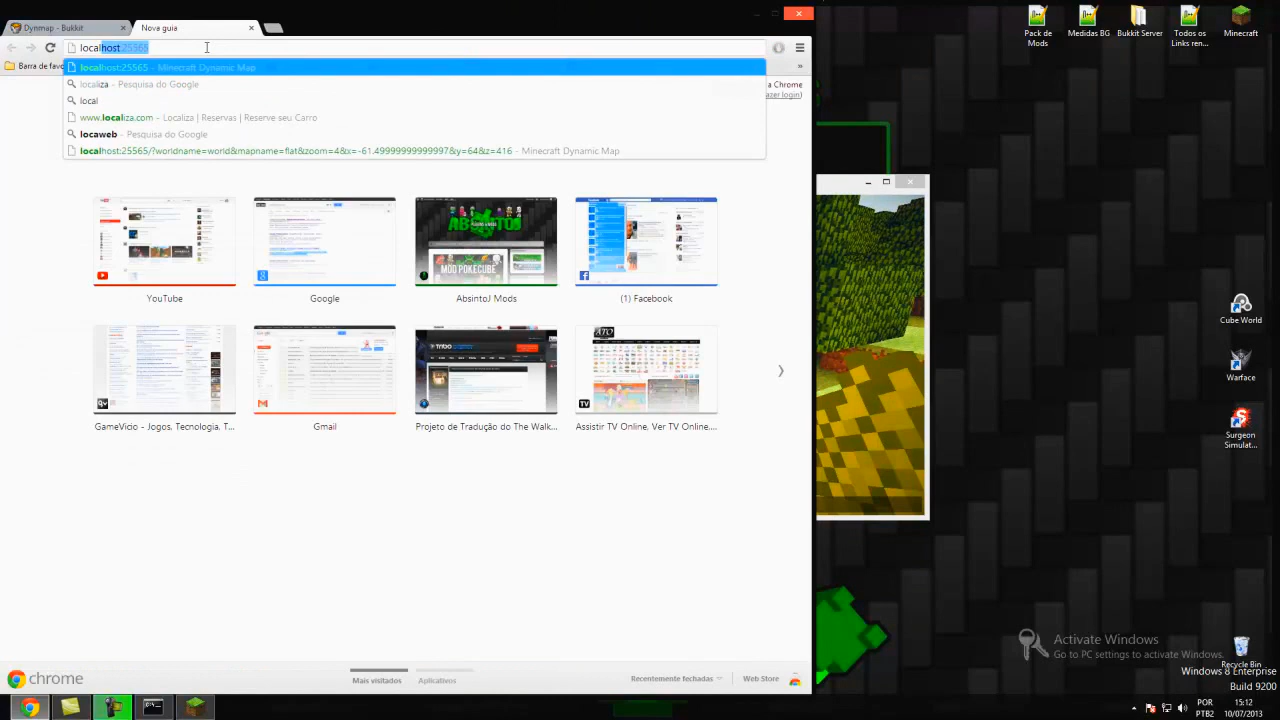 Dynmap - Bukkit
Nova guia
localhost:25565
Barra de favo
localhost:25565 - Minecraft Dynamic Map
localiza - Pesquisa do Google
local
www.localiza.com - Localiza | Reservas | Reserve seu Carro
locaweb - Pesquisa do Google
localhost:25565/?worldname=world&mapname=flat&zoom=4&x=-61.49999999999997&y=64&z=416 - Minecraft Dynamic Map
a Chrome
azer login)
MOD POKECUBE
YouTube
Google
AbsintoJ Mods
(1) Facebook
GameVicio - Jogos, Tecnologia, T...
Gmail
Projeto de Tradução do The Walk...
Assistir TV Online, Ver TV Online,...
chrome
Mais visitados
Aplicativos
Recentemente fechadas
Web Store
Pack de
Mods
Medidas BG
Bukkit Server
Todos os
Links ren...
Minecraft
Cube World
Warface
Surgeon
Simulat...
Activate Windows
Go to PC settings to activate Windows.
Recycle Bin
Build 9200
POR
PTB2
15:12
10/07/2013